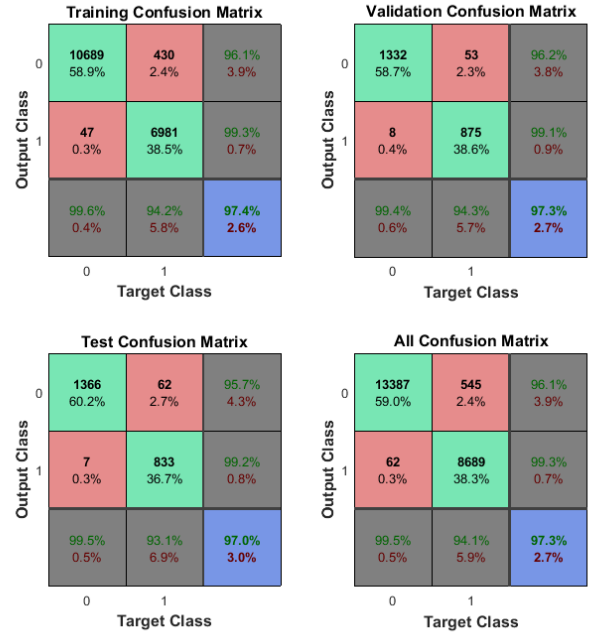 Training Confusion Matrix
0
10689 430 96.1%
58.9% 2.4% 3.9%
1
47 6981 99.3%
0.3% 38.5% 0.7%
99.6% 94.2% 97.4%
0.4% 5.8% 2.6%
0 1
Output Class
Target Class
Validation Confusion Matrix
0
1332 53 96.2%
58.7% 2.3% 3.8%
1
8 875 99.1%
0.4% 38.6% 0.9%
99.4% 94.3% 97.3%
0.6% 5.7% 2.7%
0 1
Output Class
Target Class
Test Confusion Matrix
0
1366 62 95.7%
60.2% 2.7% 4.3%
1
7 833 99.2%
0.3% 36.7% 0.8%
99.5% 93.1% 97.0%
0.5% 6.9% 3.0%
0 1
Output Class
Target Class
All Confusion Matrix
0
13387 545 96.1%
59.0% 2.4% 3.9%
1
62 8689 99.3%
0.3% 38.3% 0.7%
99.5% 94.1% 97.3%
0.5% 5.9% 2.7%
0 1
Output Class
Target Class